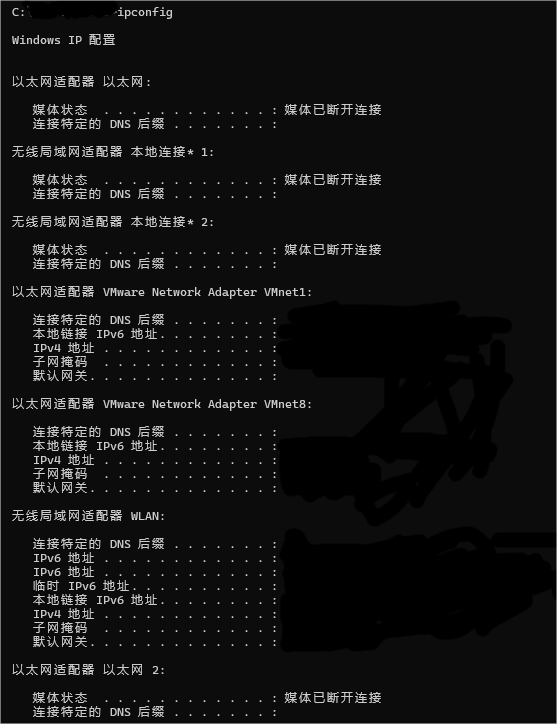 C:\ ipconfig
Windows IP 配置
以太网适配器 以太网:
媒体状态 . . . . . . . . . . . . : 媒体已断开连接
连接特定的 DNS 后缀 . . . . . . . :
无线局域网适配器 本地连接* 1:
媒体状态 . . . . . . . . . . . . : 媒体已断开连接
连接特定的 DNS 后缀 . . . . . . . :
无线局域网适配器 本地连接* 2:
媒体状态 . . . . . . . . . . . . : 媒体已断开连接
连接特定的 DNS 后缀 . . . . . . . :
以太网适配器 VMware Network Adapter VMnet1:
连接特定的 DNS 后缀 . . . . . . . :
本地链接 IPv6 地址. . . . . . . . :
IPv4 地址 . . . . . . . . . . . . :
子网掩码 . . . . . . . . . . . . :
默认网关. . . . . . . . . . . . . :
以太网适配器 VMware Network Adapter VMnet8:
连接特定的 DNS 后缀 . . . . . . . :
本地链接 IPv6 地址. . . . . . . . :
IPv4 地址 . . . . . . . . . . . . :
子网掩码 . . . . . . . . . . . . :
默认网关. . . . . . . . . . . . . :
无线局域网适配器 WLAN:
连接特定的 DNS 后缀 . . . . . . . :
IPv6 地址 . . . . . . . . . . . . :
IPv6 地址 . . . . . . . . . . . . :
临时 IPv6 地址. . . . . . . . . . :
本地链接 IPv6 地址. . . . . . . . :
IPv4 地址 . . . . . . . . . . . . :
子网掩码 . . . . . . . . . . . . :
默认网关. . . . . . . . . . . . . :
以太网适配器 以太网 2:
媒体状态 . . . . . . . . . . . . : 媒体已断开连接
连接特定的 DNS 后缀 . . . . . . . :